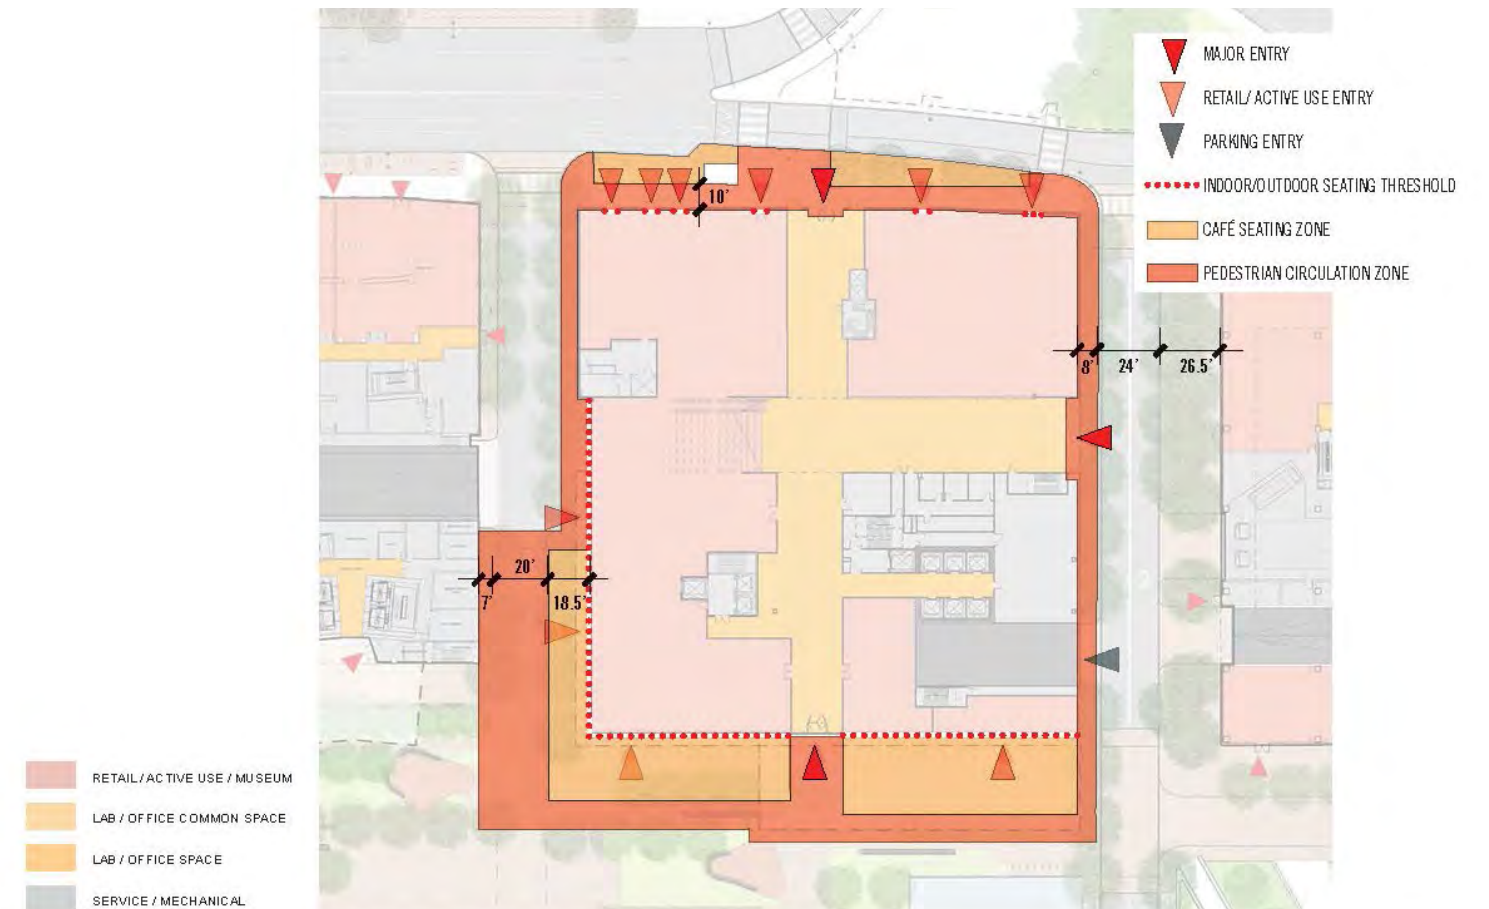 MAJOR ENTRY
RETAIL/ ACTIVE USE ENTRY
PARKING ENTRY
INDOOR/OUTDOOR SEATING THRESHOLD
CAFÉ SEATING ZONE
PEDESTRIAN CIRCULATION ZONE
10'
8'
24'
26.5'
20'
7'
18.5'
RETAIL / ACTIVE USE / MUSEUM
LAB / OFFICE COMMON SPACE
LAB / OFFICE SPACE
SERVICE / MECHANICAL